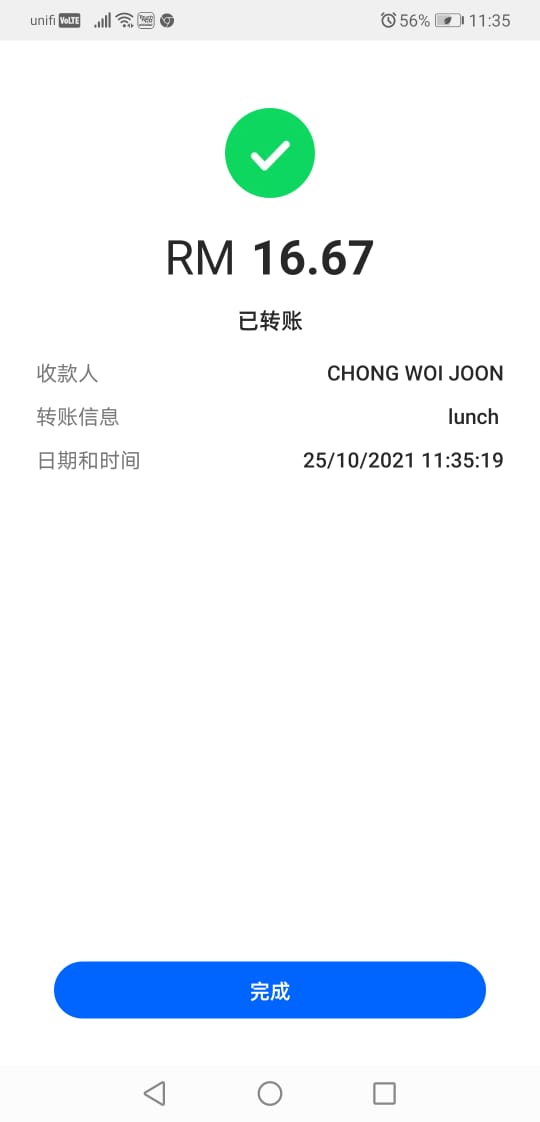 unifi VoLTE 56% 11:35
RM 16.67
已转账
收款人 CHONG WOI JOON
转账信息 lunch
日期和时间 25/10/2021 11:35:19
完成